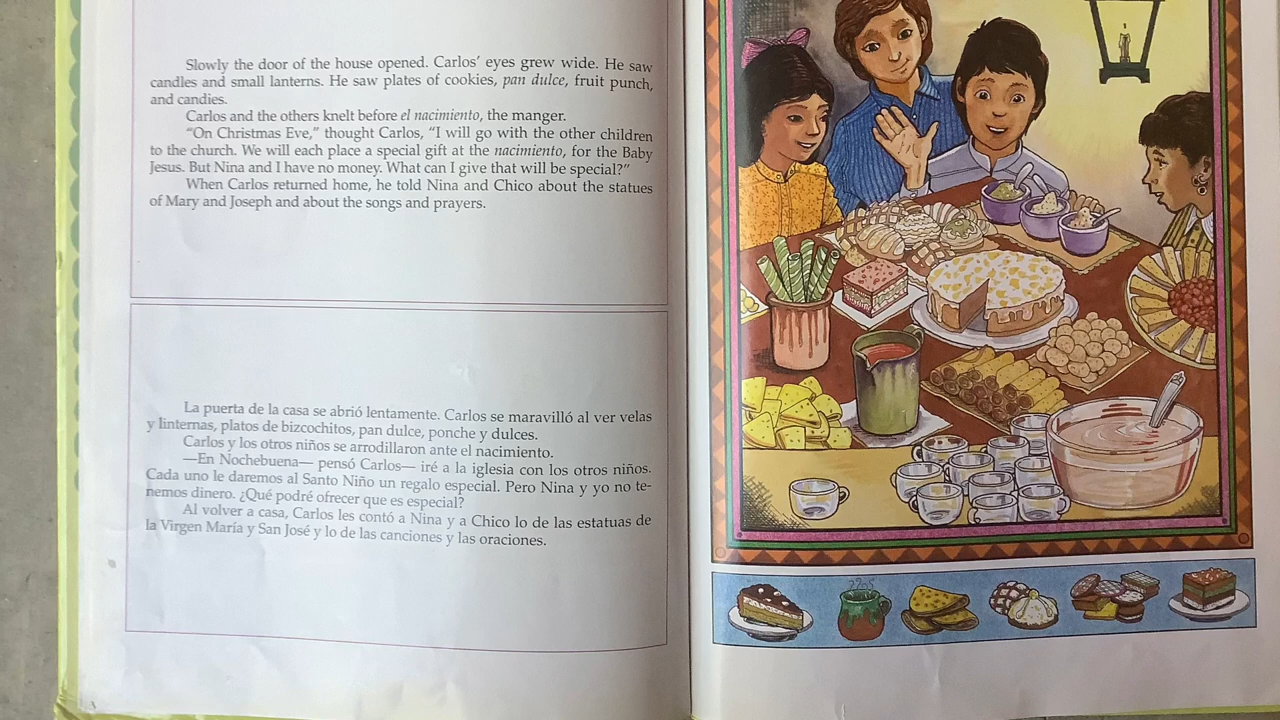 Slowly the door of the house opened. Carlos' eyes grew wide. He saw
candles and small lanterns. He saw plates of cookies, pan dulce, fruit punch,
and candies.
Carlos and the others knelt before el nacimiento, the manger.
“On Christmas Eve,” thought Carlos, “I will go with the other children
to the church. We will each place a special gift at the nacimiento, for the Baby
Jesus. But Nina and I have no money. What can I give that will be special?”
When Carlos returned home, he told Nina and Chico about the statues
of Mary and Joseph and about the songs and prayers.
La puerta de la casa se abrió lentamente. Carlos se maravilló al ver velas
y linternas, platos de bizcochitos, pan dulce, ponche y dulces.
Carlos y los otros niños se arrodillaron ante el nacimiento.
—En Nochebuena— pensó Carlos— iré a la iglesia con los otros niños.
Cada uno le daremos al Santo Niño un regalo especial. Pero Nina y yo no te-
nemos dinero. ¿Qué podré ofrecer que es especial?
Al volver a casa, Carlos les contó a Nina y a Chico lo de las estatuas de
la Virgen María y San José y lo de las canciones y las oraciones.